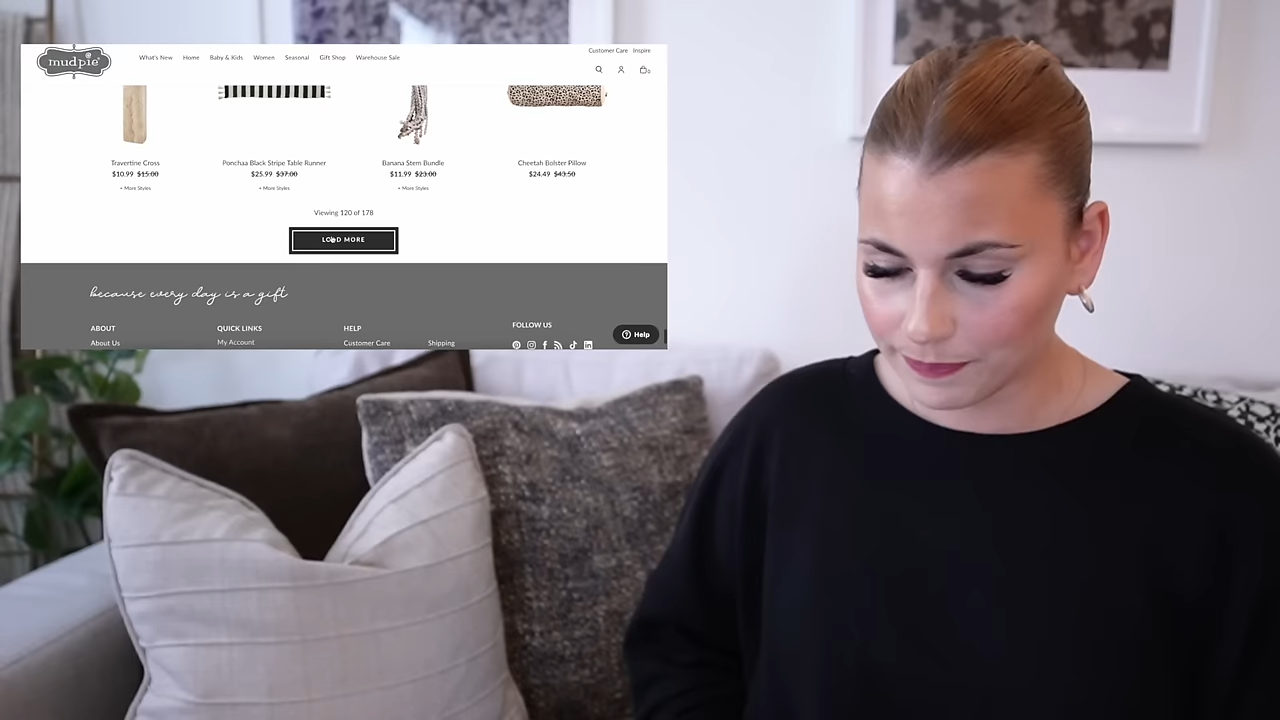 mudpie
Customer Care Inspire
What's New Home Baby & Kids Women Seasonal Gift Shop Warehouse Sale
0
Travertine Cross
$10.99 $15.00
+ More Styles
Ponchaa Black Stripe Table Runner
$25.99 $37.00
+ More Styles
Banana Stem Bundle
$11.99 $23.00
+ More Styles
Cheetah Bolster Pillow
$24.49 $43.50
Viewing 120 of 178
LOAD MORE
because every day is a gift
ABOUT
About Us
QUICK LINKS
My Account
HELP
Customer Care Shipping
FOLLOW US
Help